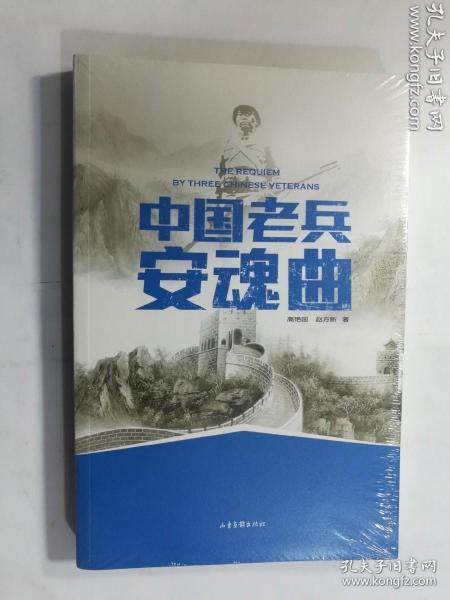 THE REQUIEM
BY THREE CHINESE VETERANS
中国老兵
安魂曲
高艳国 赵方新 著
山东画报出版社
孔夫子旧书网
www.kongfz.com
孔夫子旧书网
www.kongfz.com